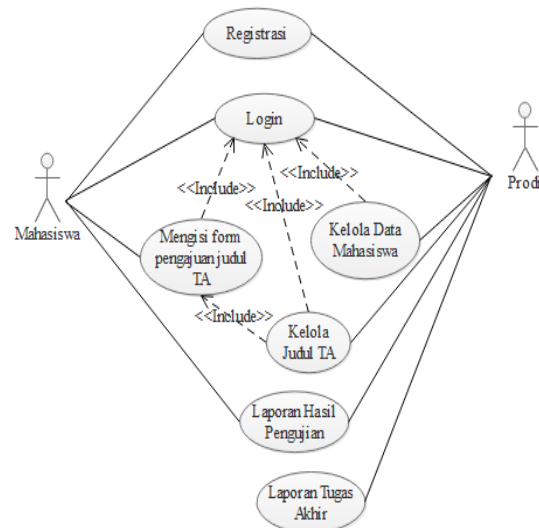 Registrasi
Login
<<Include>>
<<Include>>
<<Include>>
Mahasiswa
Prodi
Mengisi form
pengajuan judul
TA
Kelola Data
Mahasiswa
<<Include>>
Kelola
Judul TA
Laporan Hasil
Pengujian
Laporan Tugas
Akhir